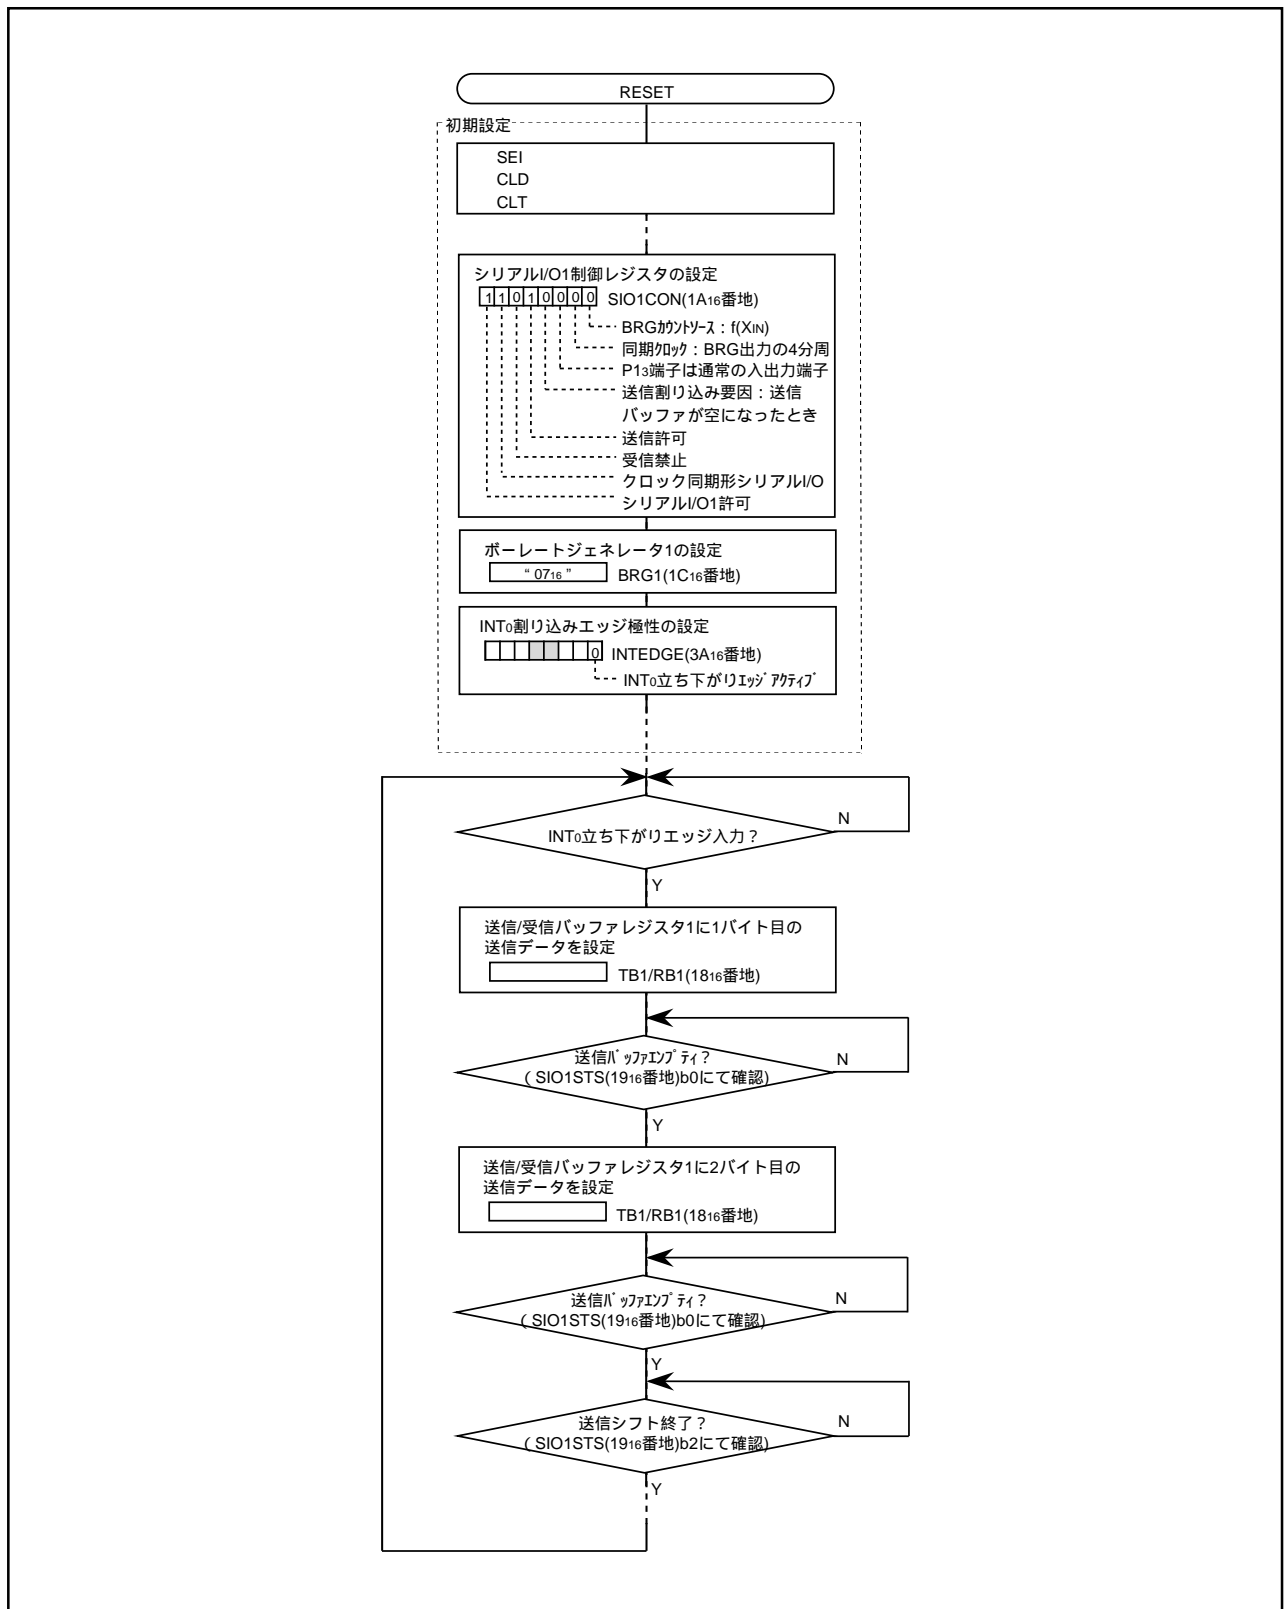 RESET
初期設定
SEI
CLD
CLT
シリアルI/O1制御レジスタの設定
1 1 0 1 0 0 0 0 SIO1CON(1A16番地)
BRGｶｳﾝﾄｿｰｽ：f(XIN)
同期ｸﾛｯｸ：BRG出力の4分周
P13端子は通常の入出力端子
送信割り込み要因：送信
バッファが空になったとき
送信許可
受信禁止
クロック同期形シリアルI/O
シリアルI/O1許可
ボーレートジェネレータ1の設定
“ 0716 ” BRG1(1C16番地)
INT0割り込みエッジ極性の設定
0 INTEDGE(3A16番地)
INT0立ち下がりｴｯｼﾞｱｸﾃｨﾌﾞ
INT0立ち下がりエッジ入力？
N
Y
送信/受信バッファレジスタ1に1バイト目の
送信データを設定
TB1/RB1(1816番地)
送信ﾊﾞｯﾌｧｴﾝﾌﾟﾃｨ？
N
（SIO1STS(1916番地)b0にて確認)
Y
送信/受信バッファレジスタ1に2バイト目の
送信データを設定
TB1/RB1(1816番地)
送信ﾊﾞｯﾌｧｴﾝﾌﾟﾃｨ？
N
（SIO1STS(1916番地)b0にて確認)
Y
送信シフト終了？
N
（SIO1STS(1916番地)b2にて確認)
Y